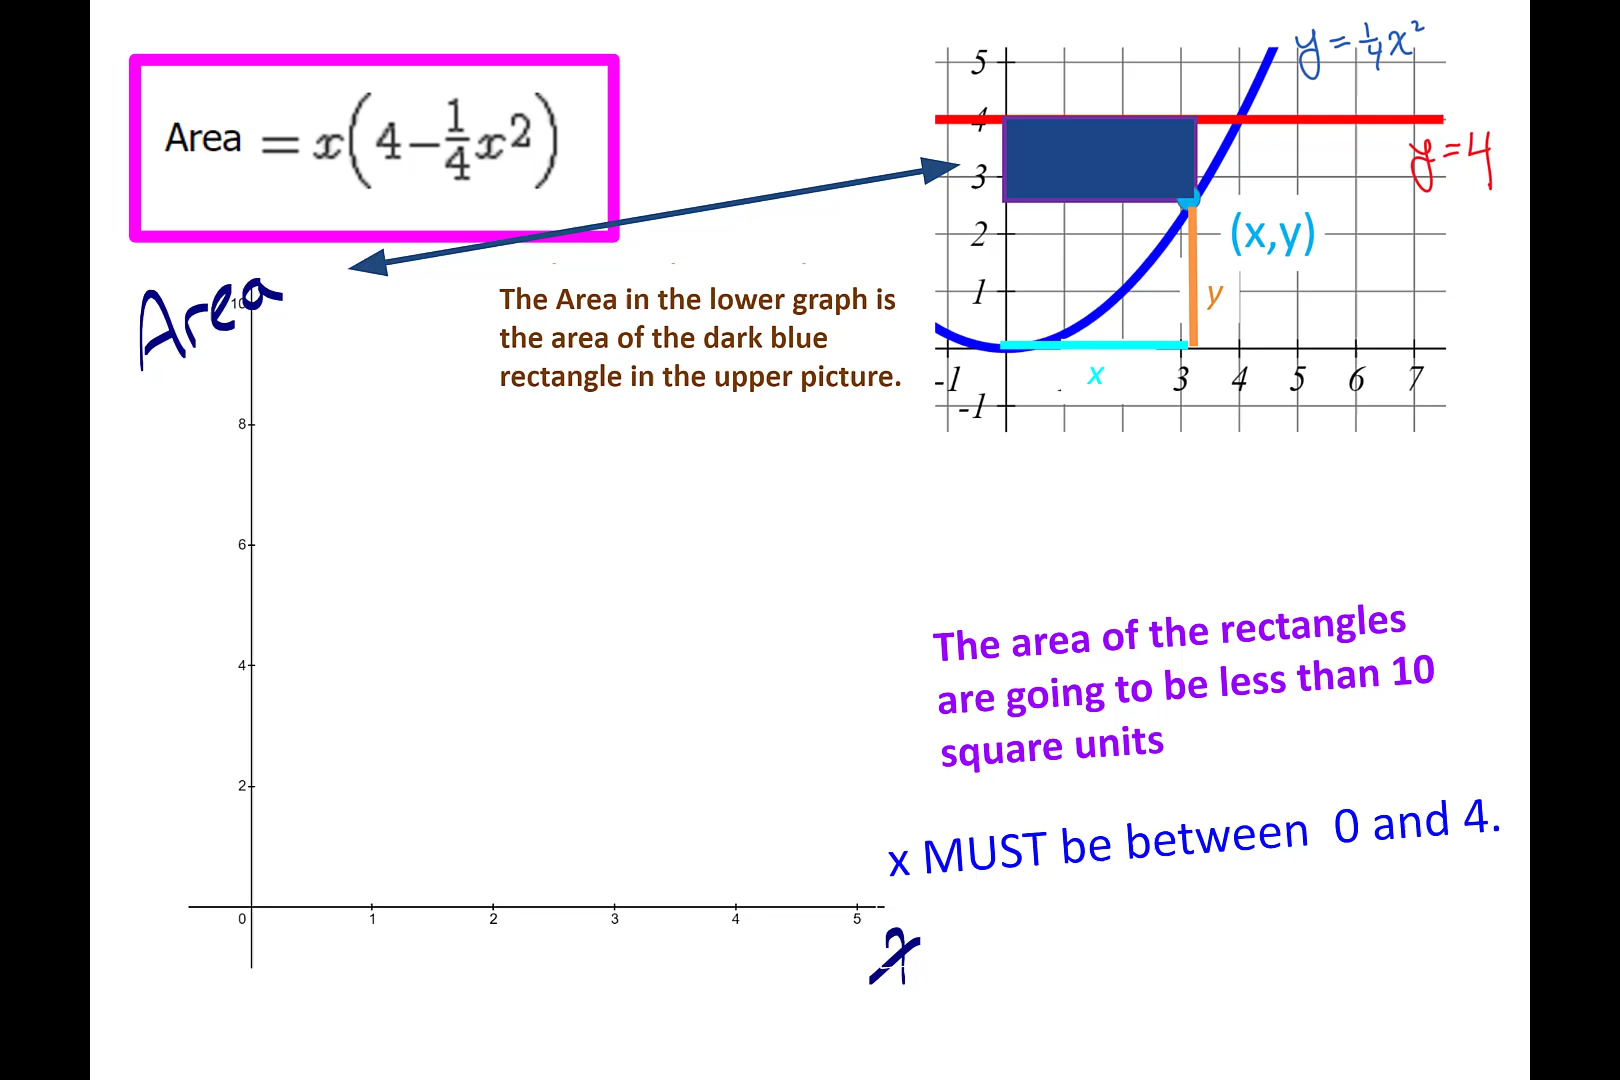 Area = x(4-1/4x²)
Area
The Area in the lower graph is
the area of the dark blue
rectangle in the upper picture.
10
8
6
4
2
0 1 2 3 4 5
x
y = 1/4x²
5
4
y=4
3
2
(x,y)
1
y
-1 x 3 4 5 6 7
-1
The area of the rectangles
are going to be less than 10
square units
x MUST be between 0 and 4.